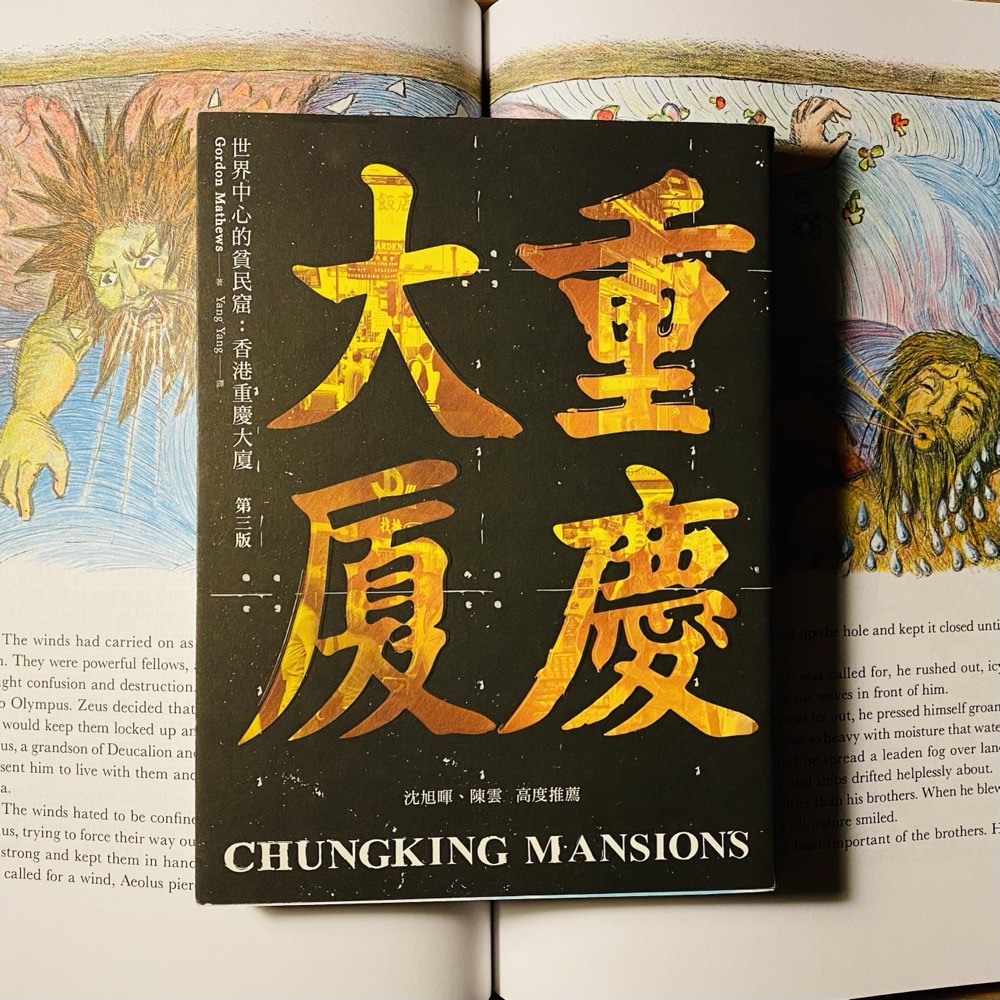 重慶
大厦
世界中心的貧民窟：香港重慶大廈 第三版
Gordon Mathews——著 Yang Yang——譯
沈旭暉、陳雲 高度推薦
CHUNGKING MANSIONS
The winds had carried on as
They were powerful fellows,
ght confusion and destruction.
o Olympus. Zeus decided that
would keep them locked up an
us, a grandson of Deucalion and
sent him to live with them and
a.
The winds hated to be confine
us, trying to force their way ou
strong and kept them in hand
called for a wind, Aeolus pier
up the hole and kept it closed unti
was called for, he rushed out, icy
up waves in front of him.
was let out, he pressed himself groan
was so heavy with moisture that wate
he spread a leaden fog over lan
and ships drifted helplessly about.
than his brothers. When he blew
all nature smiled.
least important of the brothers. H